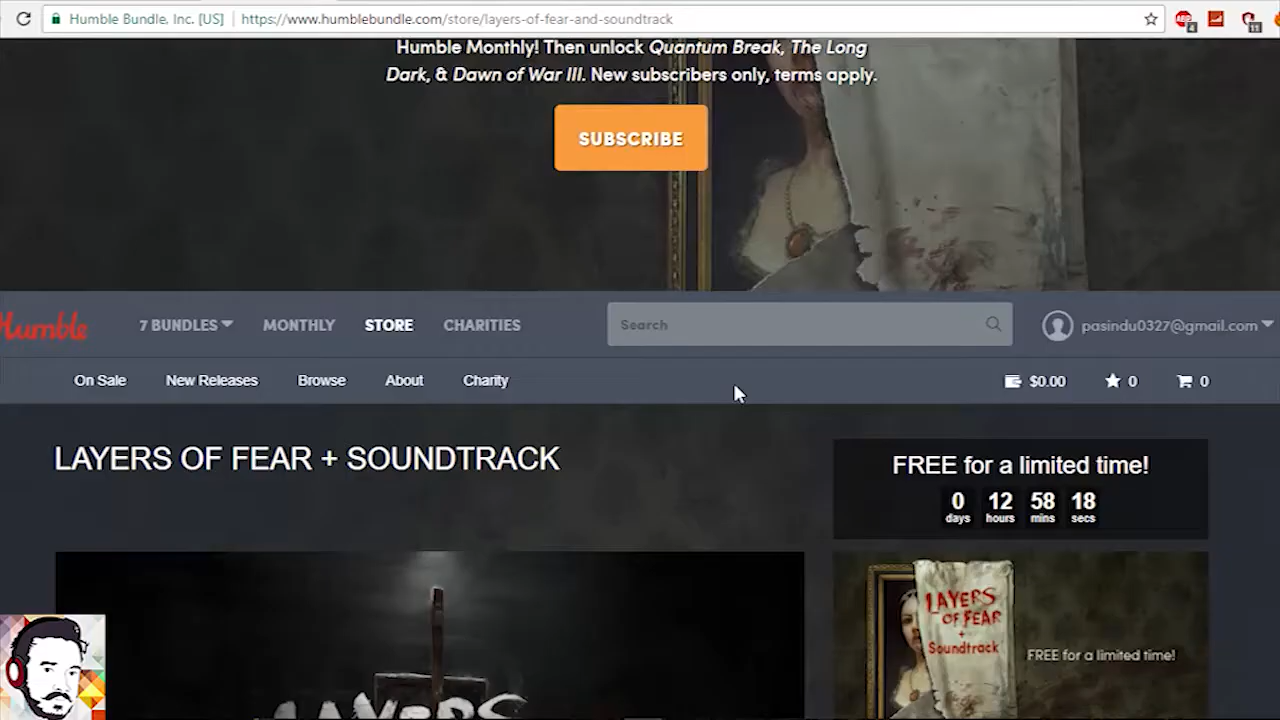 Humble Bundle, Inc. [US] https://www.humblebundle.com/store/layers-of-fear-and-soundtrack
ABP 4 11
Humble Monthly! Then unlock Quantum Break, The Long
Dark, & Dawn of War III. New subscribers only, terms apply.
SUBSCRIBE
Humble 7 BUNDLES MONTHLY STORE CHARITIES Search pasindu0327@gmail.com
On Sale New Releases Browse About Charity $0.00 0 0
LAYERS OF FEAR + SOUNDTRACK
FREE for a limited time!
0 12 58 18
days hours mins secs
LAYERS
OF FEAR
+
Soundtrack
FREE for a limited time!
LAYERS